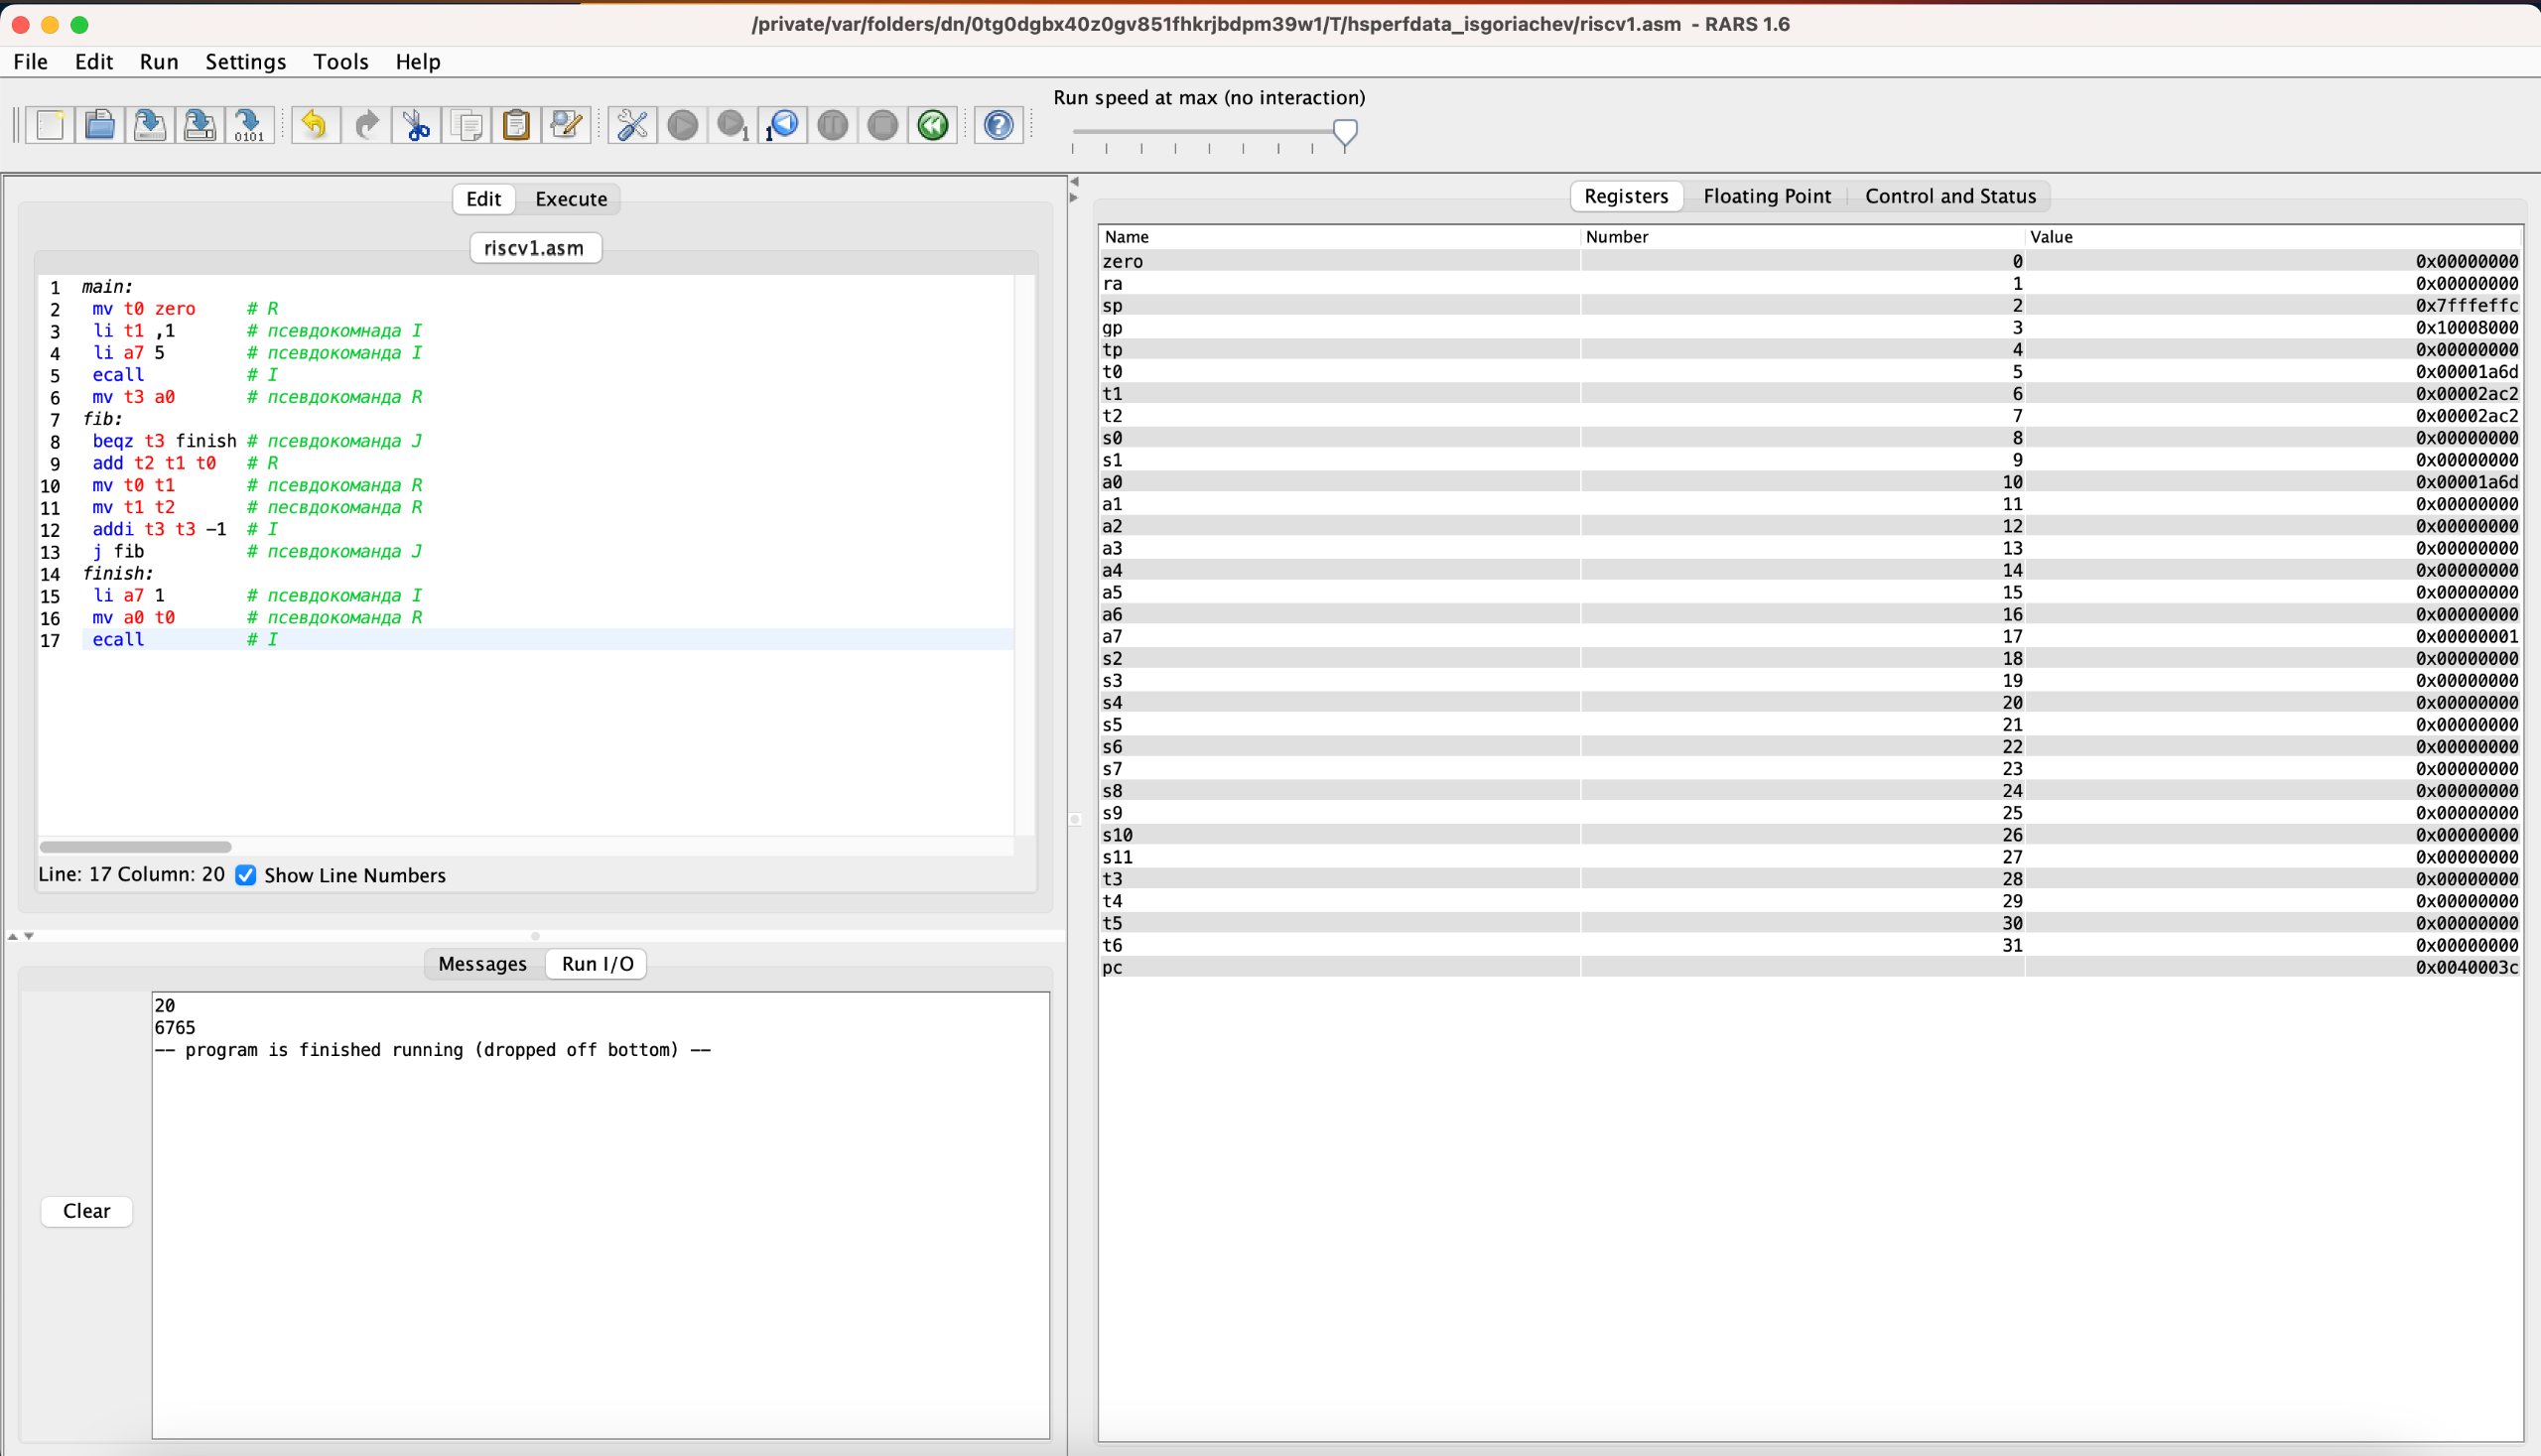 /private/var/folders/dn/0tg0dgbx40z0gv851fhkrjbdpm39w1/T/hsperfdata_isgoriachev/riscv1.asm - RARS 1.6
File Edit Run Settings Tools Help
Run speed at max (no interaction)
0101
1
1
Edit Execute
riscv1.asm
1 main:
2 mv t0 zero # R
3 li t1 ,1 # псевдокомнада I
4 li a7 5 # псевдокоманда I
5 ecall # I
6 mv t3 a0 # псевдокоманда R
7 fib:
8 beqz t3 finish # псевдокоманда J
9 add t2 t1 t0 # R
10 mv t0 t1 # псевдокоманда R
11 mv t1 t2 # песвдокоманда R
12 addi t3 t3 −1 # I
13 j fib # псевдокоманда J
14 finish:
15 li a7 1 # псевдокоманда I
16 mv a0 t0 # псевдокоманда R
17 ecall # I
Line: 17 Column: 20 Show Line Numbers
Messages Run I/O
20
6765
-- program is finished running (dropped off bottom) --
Clear
Registers Floating Point Control and Status
Name Number Value
zero 0 0x00000000
ra 1 0x00000000
sp 2 0x7fffeffc
gp 3 0x10008000
tp 4 0x00000000
t0 5 0x00001a6d
t1 6 0x00002ac2
t2 7 0x00002ac2
s0 8 0x00000000
s1 9 0x00000000
a0 10 0x00001a6d
a1 11 0x00000000
a2 12 0x00000000
a3 13 0x00000000
a4 14 0x00000000
a5 15 0x00000000
a6 16 0x00000000
a7 17 0x00000001
s2 18 0x00000000
s3 19 0x00000000
s4 20 0x00000000
s5 21 0x00000000
s6 22 0x00000000
s7 23 0x00000000
s8 24 0x00000000
s9 25 0x00000000
s10 26 0x00000000
s11 27 0x00000000
t3 28 0x00000000
t4 29 0x00000000
t5 30 0x00000000
t6 31 0x00000000
pc 0x0040003c